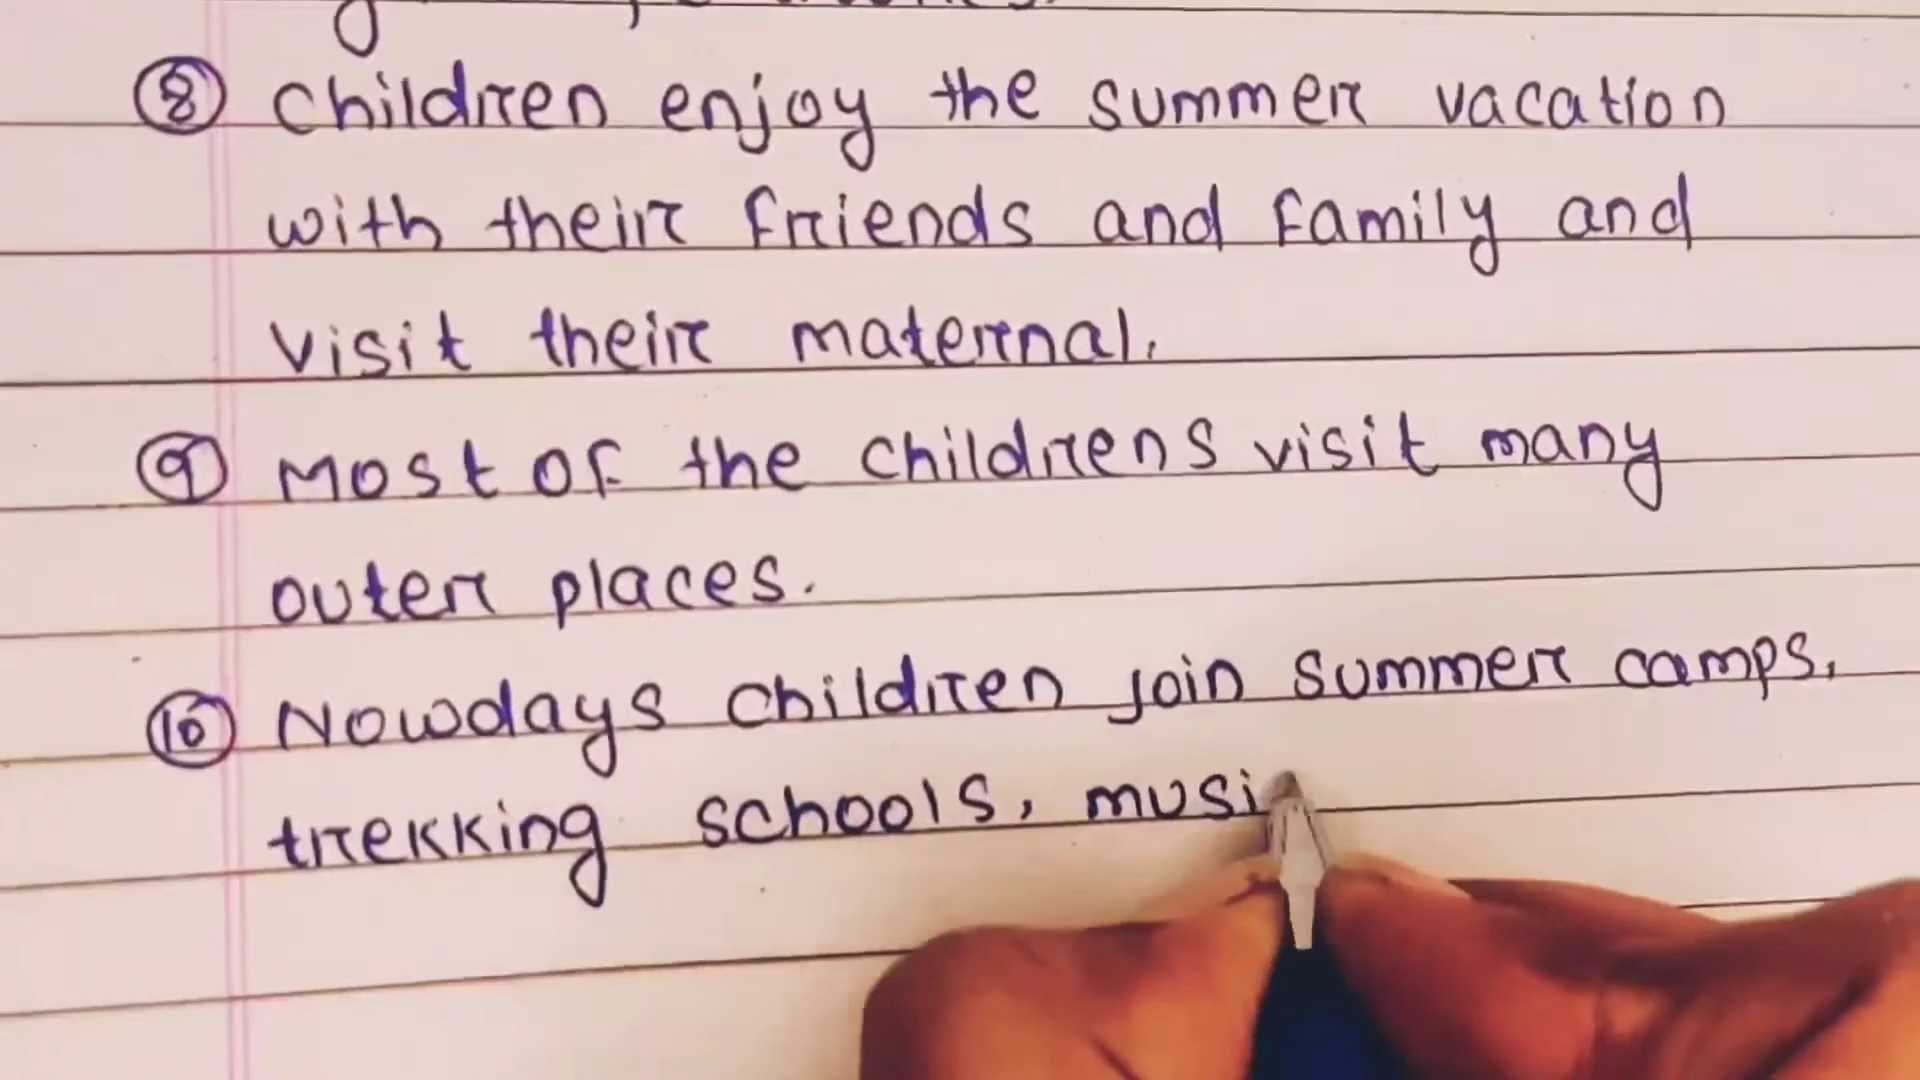 ⑧ Children enjoy the summer vacation
with their friends and family and
visit their maternal.
⑨ Most of the childrens visit many
outer places.
⑩ Nowdays children join summer camps,
trekking schools, musi